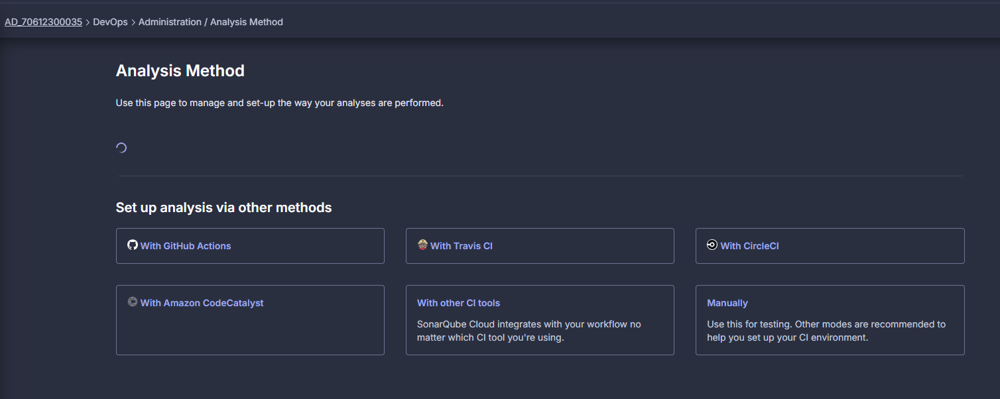 AD_70612300035 > DevOps > Administration / Analysis Method
Analysis Method
Use this page to manage and set-up the way your analyses are performed.
Set up analysis via other methods
With GitHub Actions
With Travis CI
With CircleCI
With Amazon CodeCatalyst
With other CI tools
SonarQube Cloud integrates with your workflow no
matter which CI tool you're using.
Manually
Use this for testing. Other modes are recommended to
help you set up your CI environment.